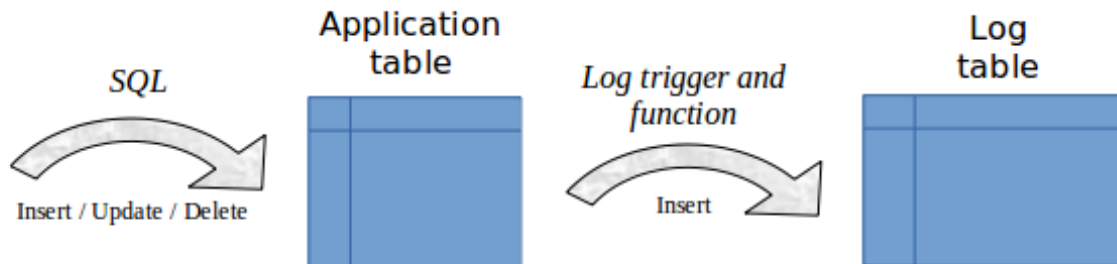 SQL
Insert / Update / Delete
Application
table
Log trigger and
function
Insert
Log
table